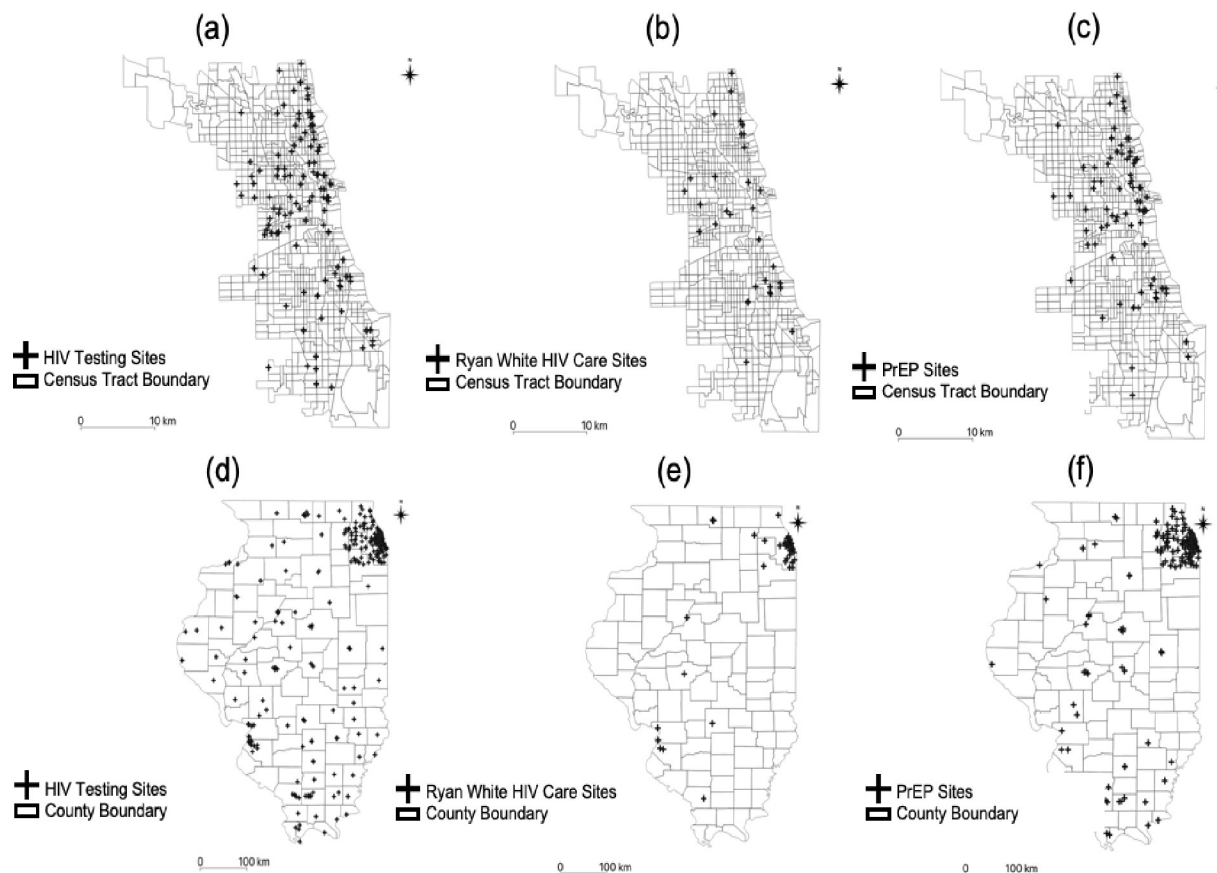 (a)
(b)
(c)
N
N
HIV Testing Sites
Census Tract Boundary
0 10 km
Ryan White HIV Care Sites
Census Tract Boundary
0 10 km
PrEP Sites
Census Tract Boundary
0 10 km
(d)
(e)
(f)
N
N
N
HIV Testing Sites
County Boundary
0 100 km
Ryan White HIV Care Sites
County Boundary
0 100 km
PrEP Sites
County Boundary
0 100 km